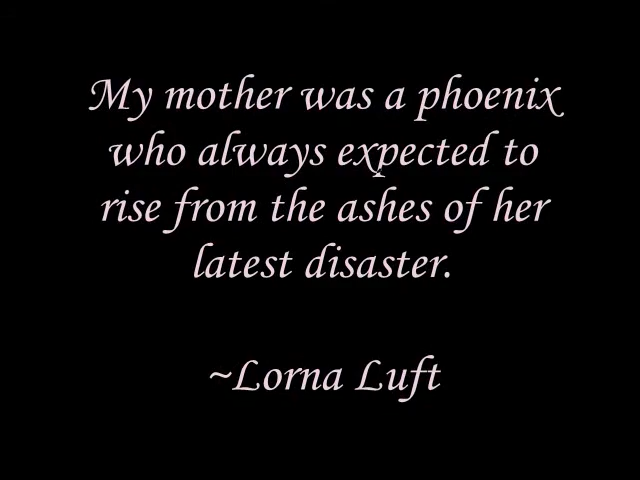 My mother was a phoenix
who always expected to
rise from the ashes of her
latest disaster.
~Lorna Luft